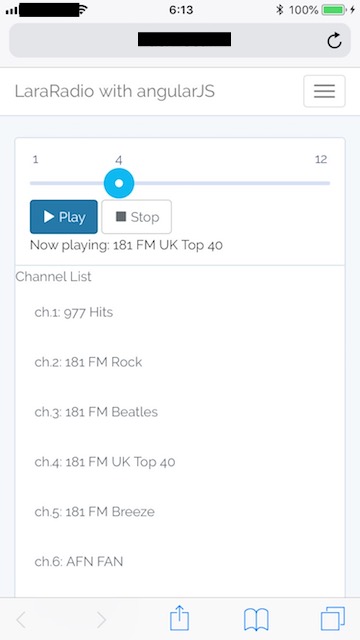 6:13 100%
LaraRadio with angularJS
1 4 12
Play Stop
Now playing: 181 FM UK Top 40
Channel List
ch.1: 977 Hits
ch.2: 181 FM Rock
ch.3: 181 FM Beatles
ch.4: 181 FM UK Top 40
ch.5: 181 FM Breeze
ch.6: AFN FAN